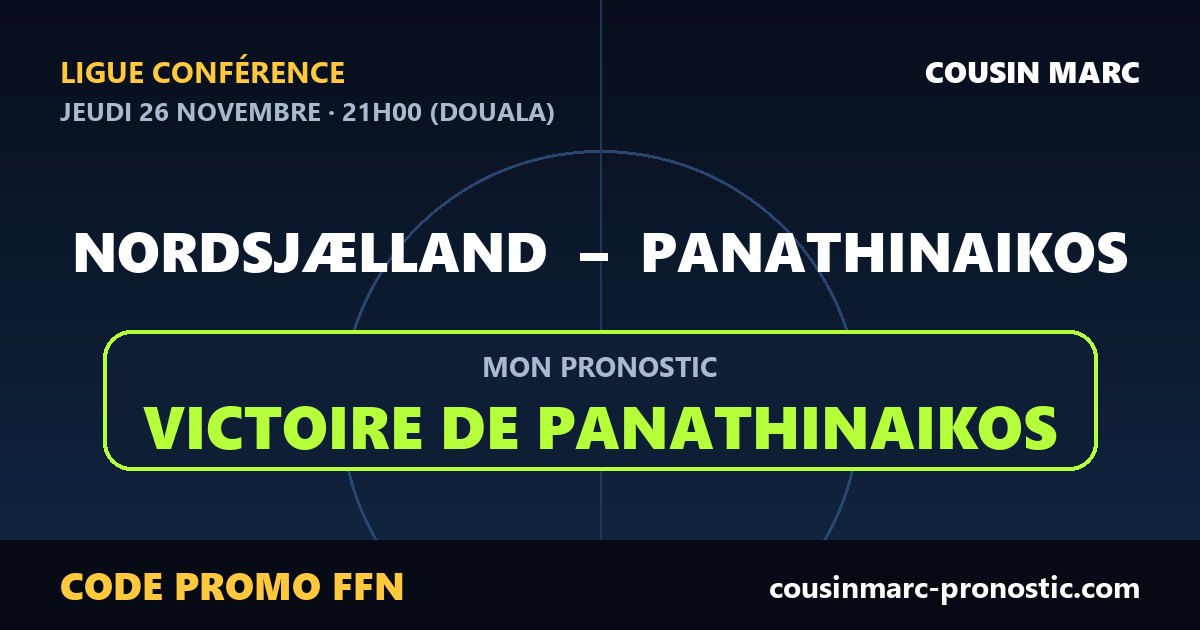 LIGUE CONFÉRENCE
COUSIN MARC
JEUDI 26 NOVEMBRE · 21H00 (DOUALA)
NORDSJÆLLAND – PANATHINAIKOS
MON PRONOSTIC
VICTOIRE DE PANATHINAIKOS
CODE PROMO FFN
cousinmarc-pronostic.com